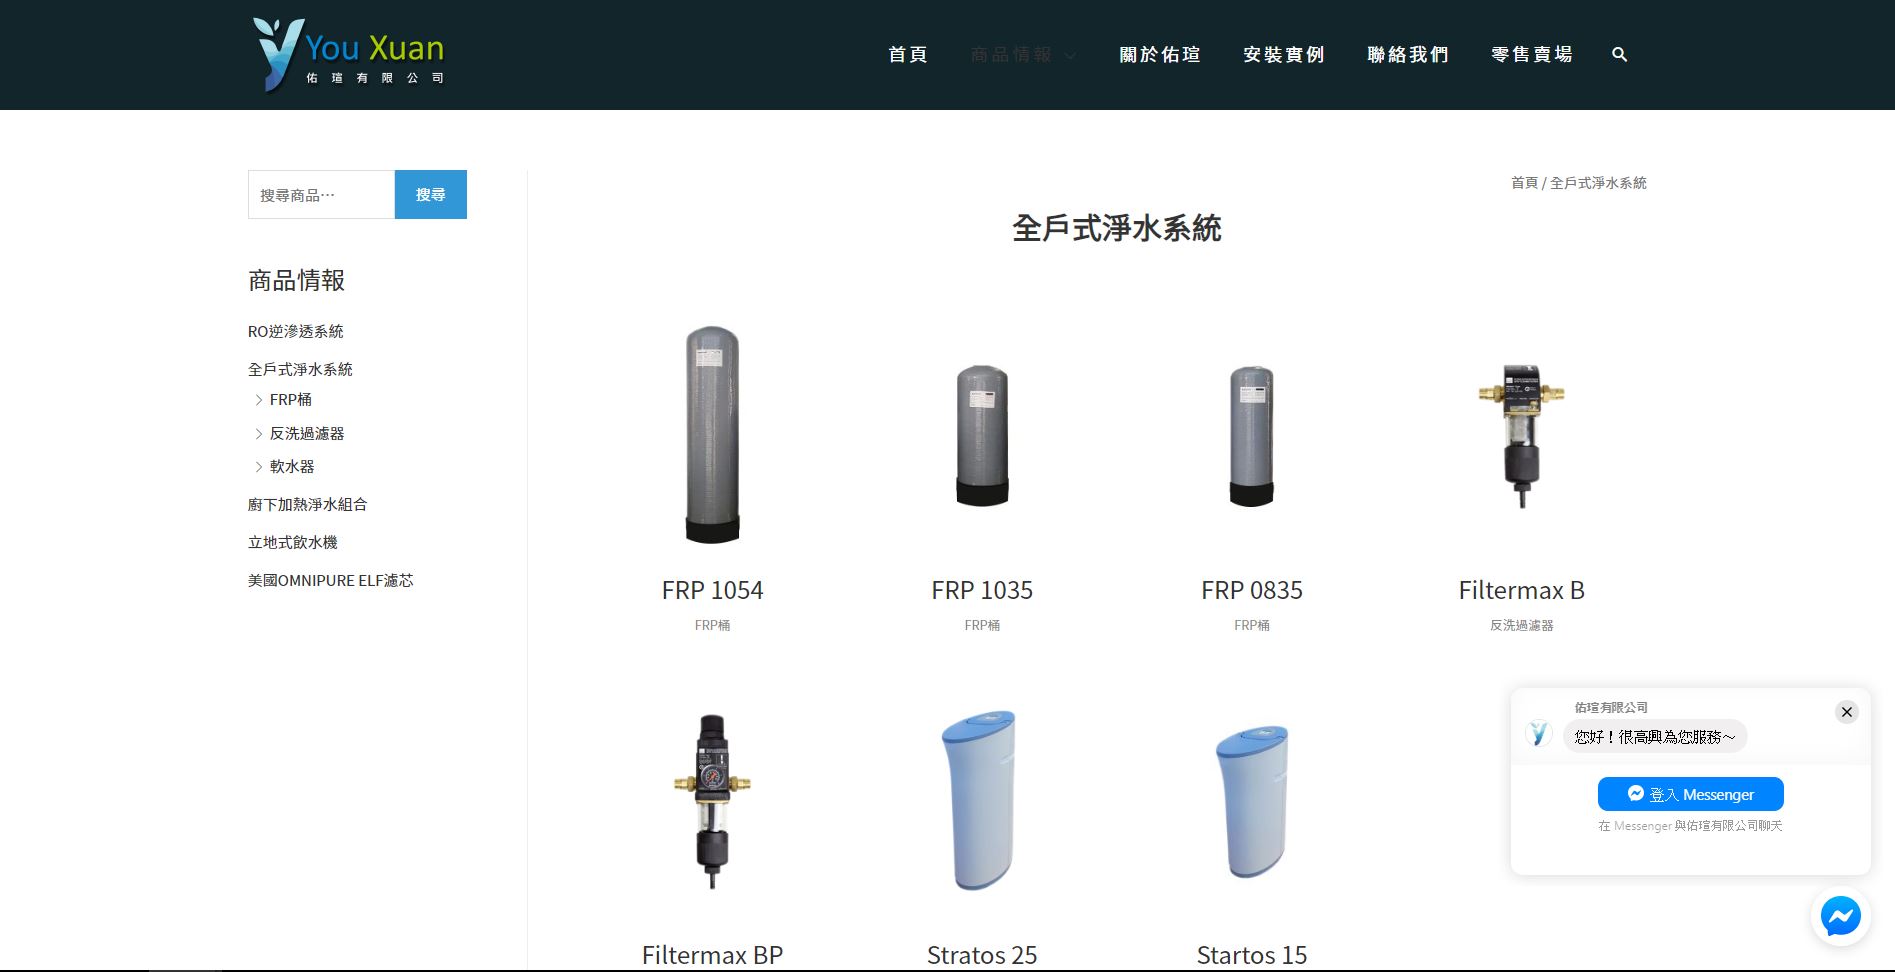 You Xuan
佑瑄有限公司
首頁
商品情報
關於佑瑄
安裝實例
聯絡我們
零售賣場
搜尋商品…
搜尋
商品情報
RO逆滲透系統
全戶式淨水系統
FRP桶
反洗過濾器
軟水器
廚下加熱淨水組合
立地式飲水機
美國OMNIPURE ELF濾芯
首頁 / 全戶式淨水系統
全戶式淨水系統
FRP 1054
FRP桶
FRP 1035
FRP桶
FRP 0835
FRP桶
Filtermax B
反洗過濾器
Filtermax BP
Stratos 25
Startos 15
佑瑄有限公司
您好！很高興為您服務～
登入 Messenger
在 Messenger 與佑瑄有限公司聊天